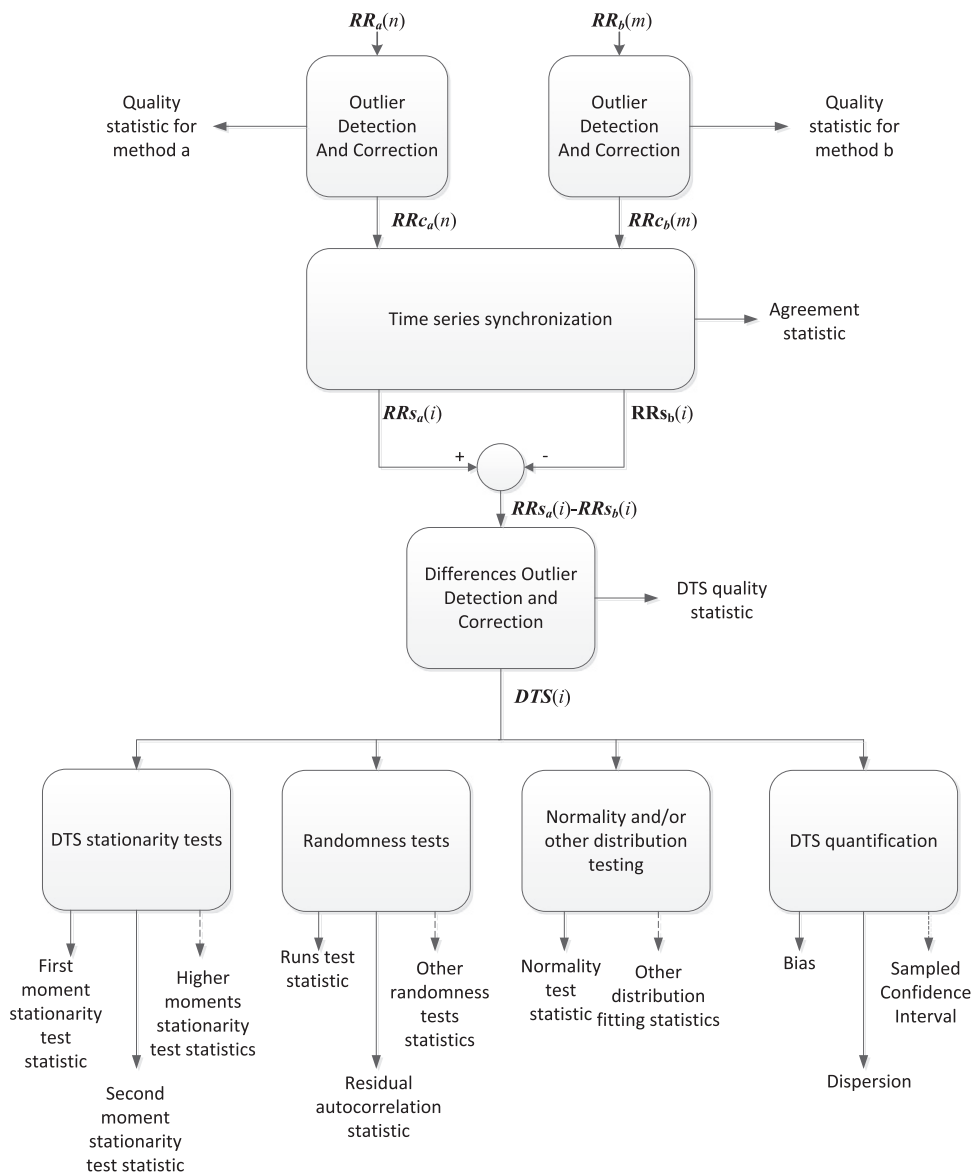 RRa(n)
RRb(m)
Quality
statistic for
method a
Outlier
Detection
And Correction
Outlier
Detection
And Correction
Quality
statistic for
method b
RRca(n)
RRcb(m)
Time series synchronization
Agreement
statistic
RRsa(i)
RRsb(i)
+
-
RRsa(i)-RRsb(i)
Differences Outlier
Detection and
Correction
DTS quality
statistic
DTS(i)
DTS stationarity tests
Randomness tests
Normality and/or
other distribution
testing
DTS quantification
First
moment
stationarity
test
statistic
Second
moment
stationarity
test statistic
Higher
moments
stationarity
test statistics
Runs test
statistic
Residual
autocorrelation
statistic
Other
randomness
tests
statistics
Normality
test
statistic
Other
distribution
fitting statistics
Bias
Dispersion
Sampled
Confidence
Interval